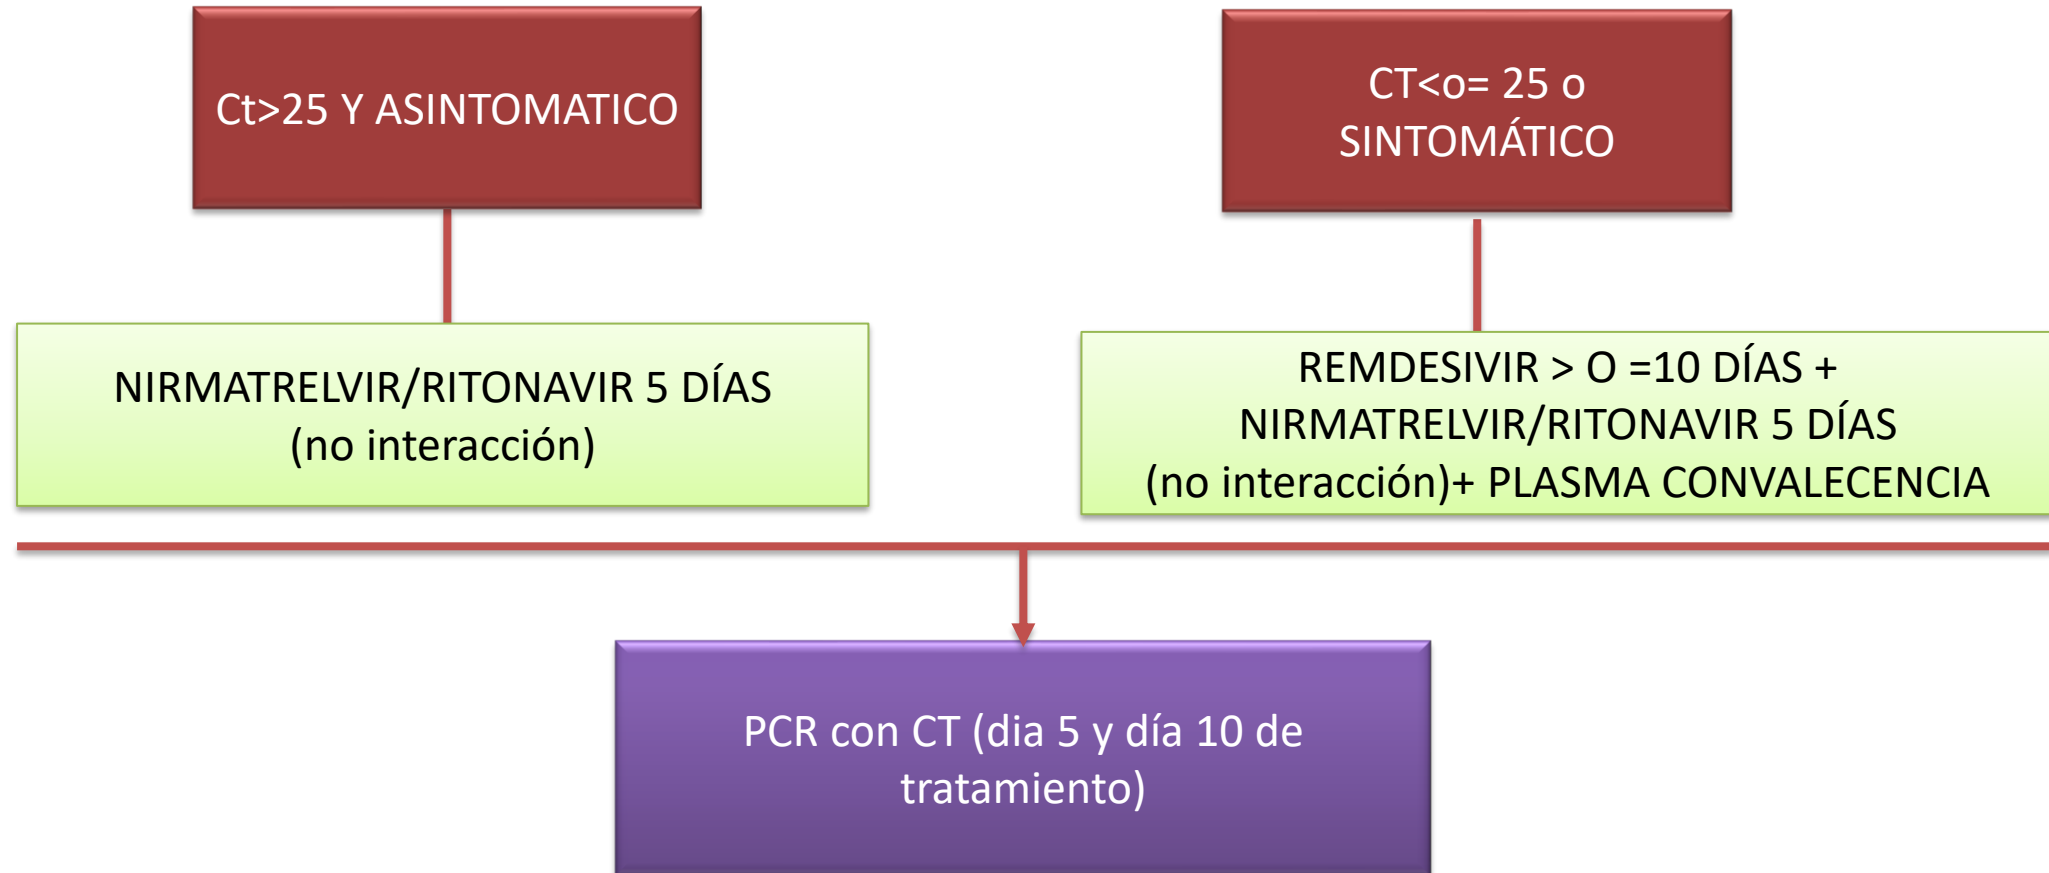 Ct>25 Y ASINTOMATICO
CT<o= 25 o
SINTOMÁTICO
NIRMATRELVIR/RITONAVIR 5 DÍAS
(no interacción)
REMDESIVIR > O =10 DÍAS +
NIRMATRELVIR/RITONAVIR 5 DÍAS
(no interacción)+ PLASMA CONVALECENCIA
PCR con CT (dia 5 y día 10 de
tratamiento)